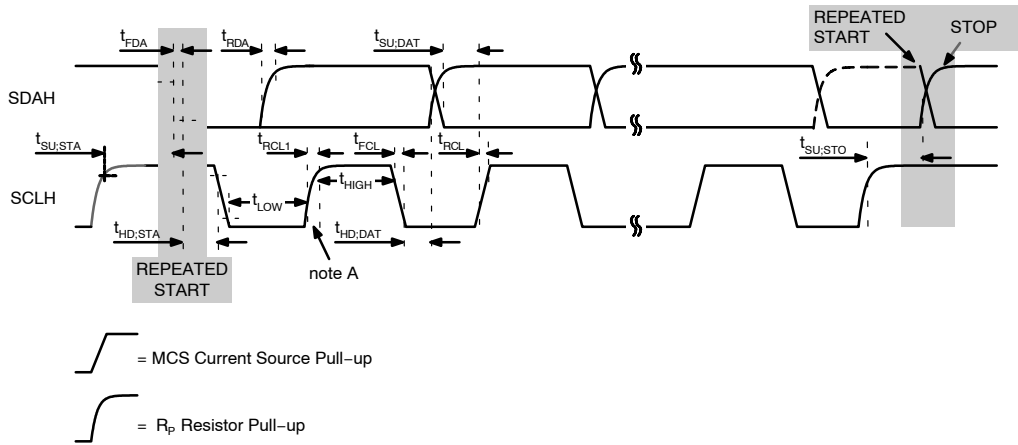 REPEATED
START
STOP
tFDA
tRDA
tSU;DAT
SDAH
tSU;STA
tRCL1
tFCL
tRCL
tSU;STO
tHIGH
SCLH
tLOW
tHD;STA
tHD;DAT
note A
REPEATED
START
= MCS Current Source Pull−up
= RP Resistor Pull−up